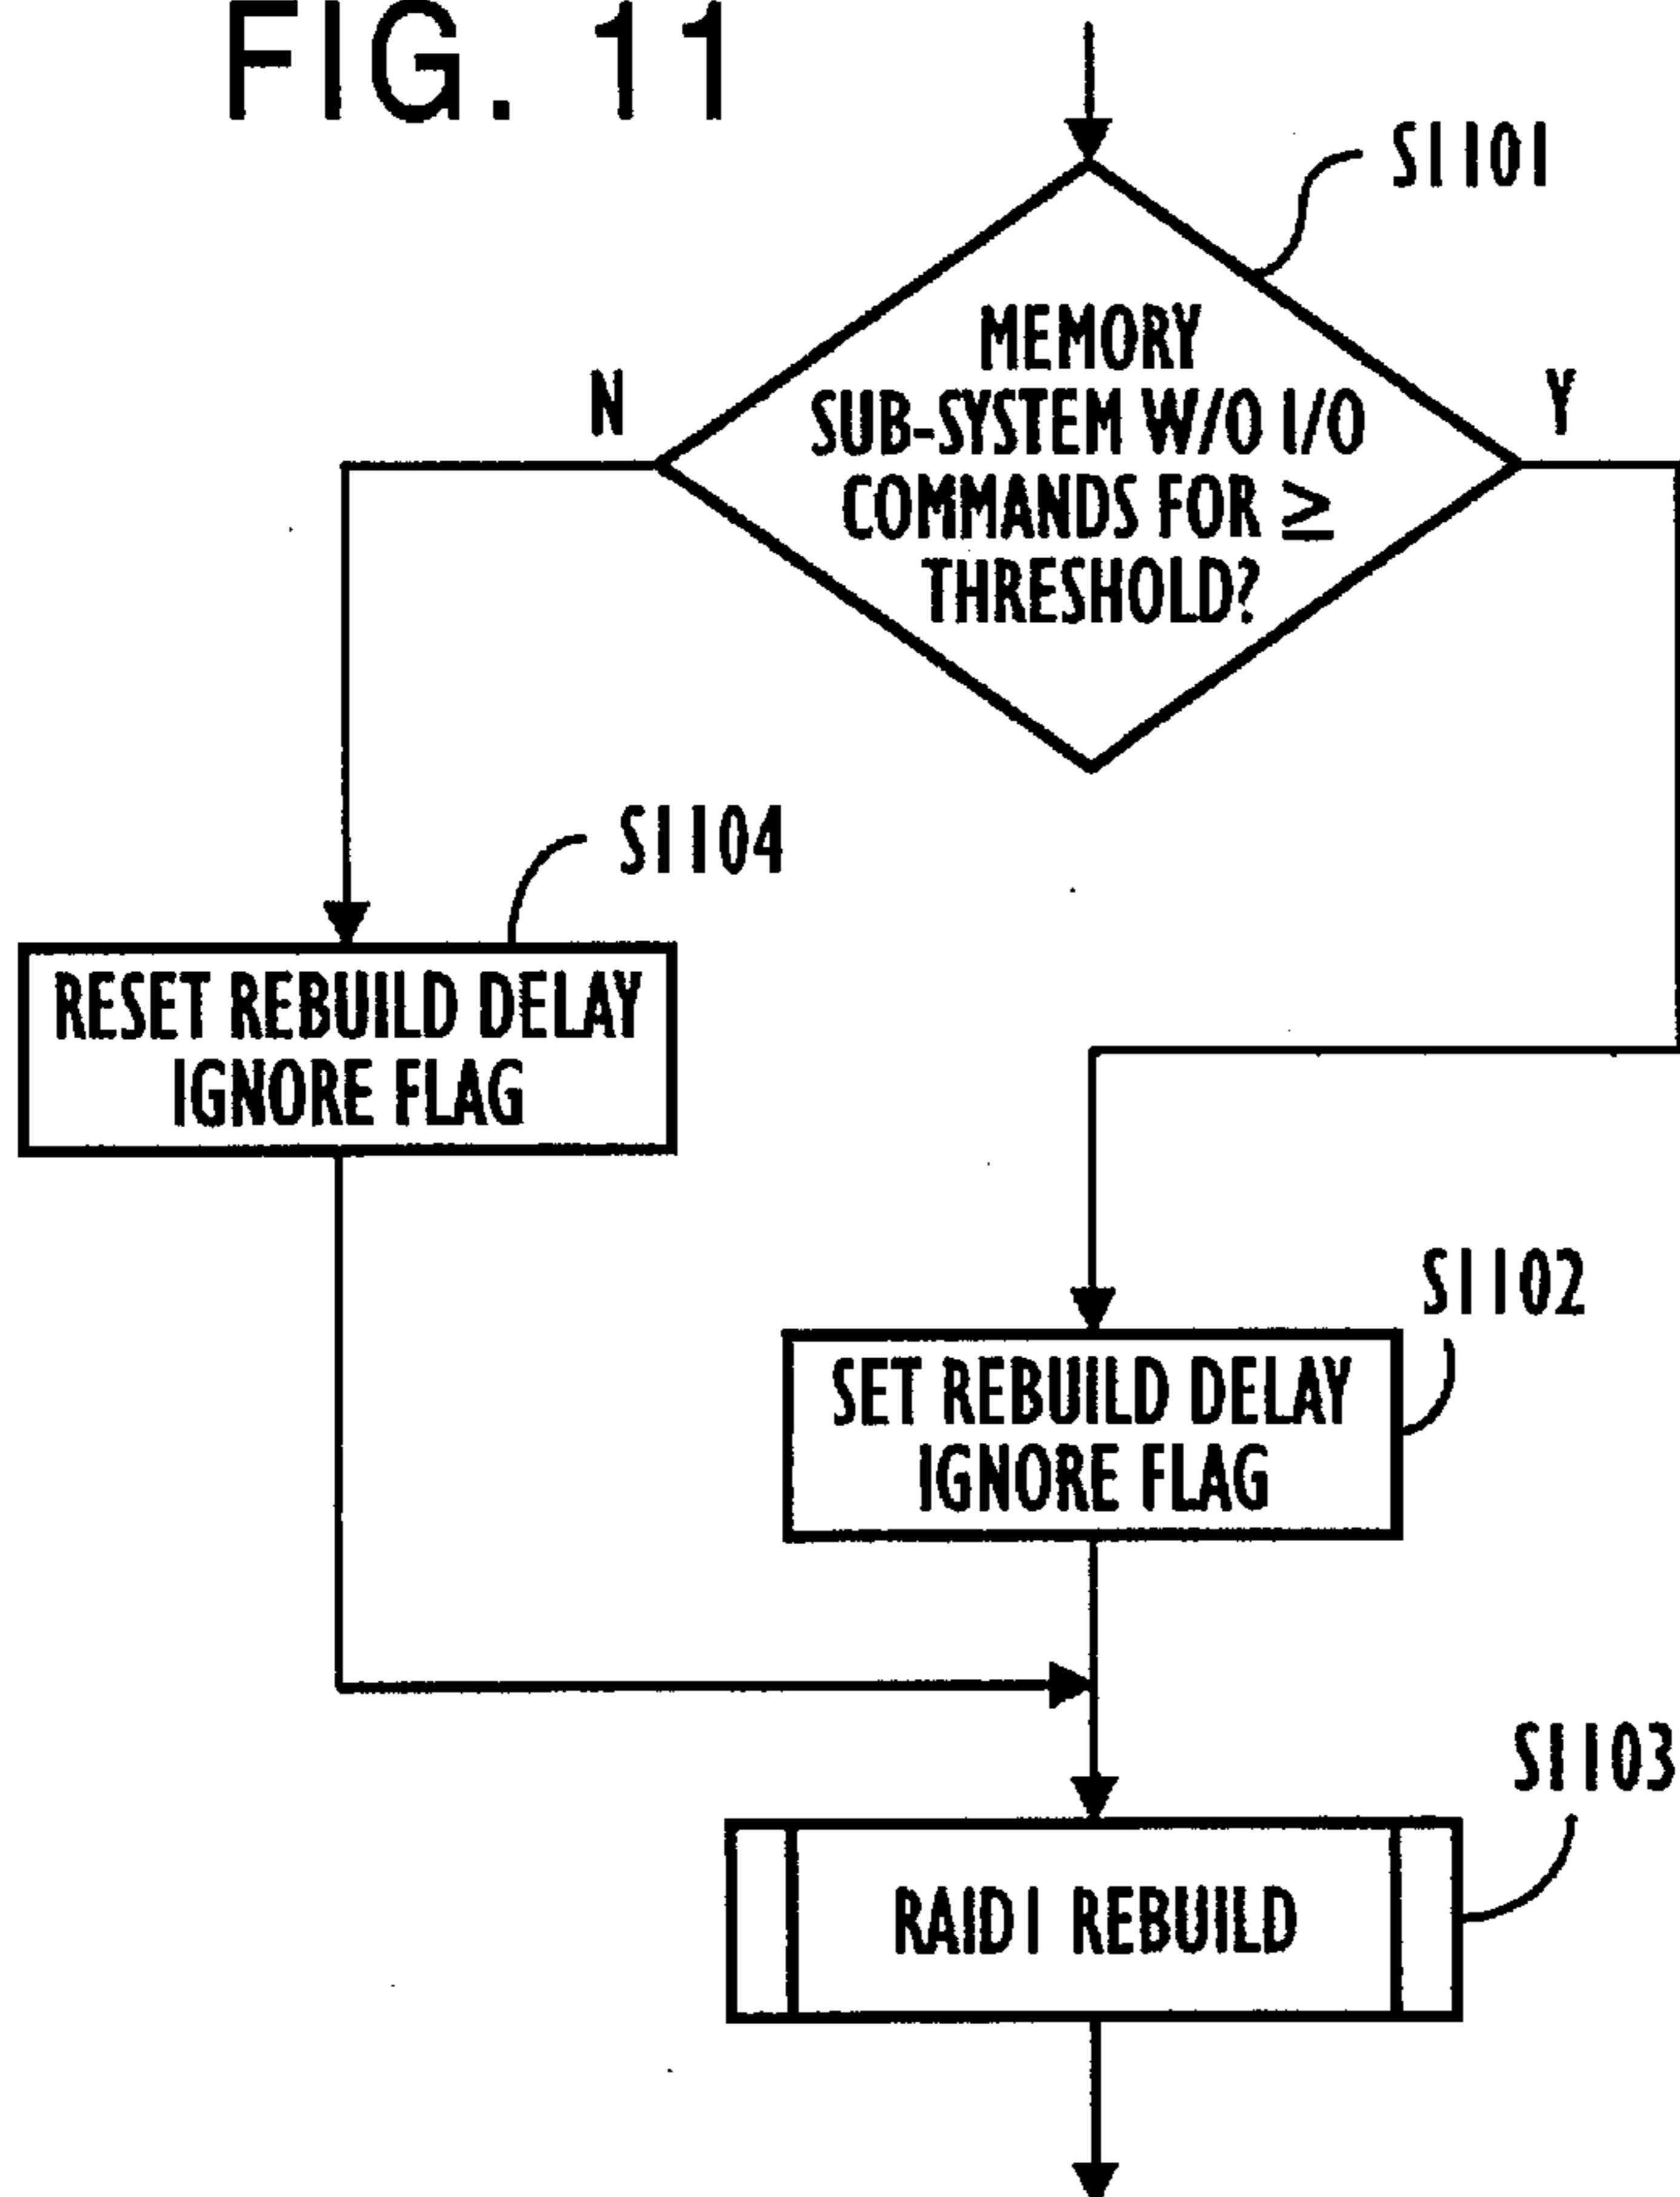 FIG. 11
S1101
MEMORY
SUB-SYSTEM W/O I/O
COMMANDS FOR ≥
THRESHOLD?
N
Y
S1104
RESET REBUILD DELAY
IGNORE FLAG
S1102
SET REBUILD DELAY
IGNORE FLAG
S1103
RAID1 REBUILD